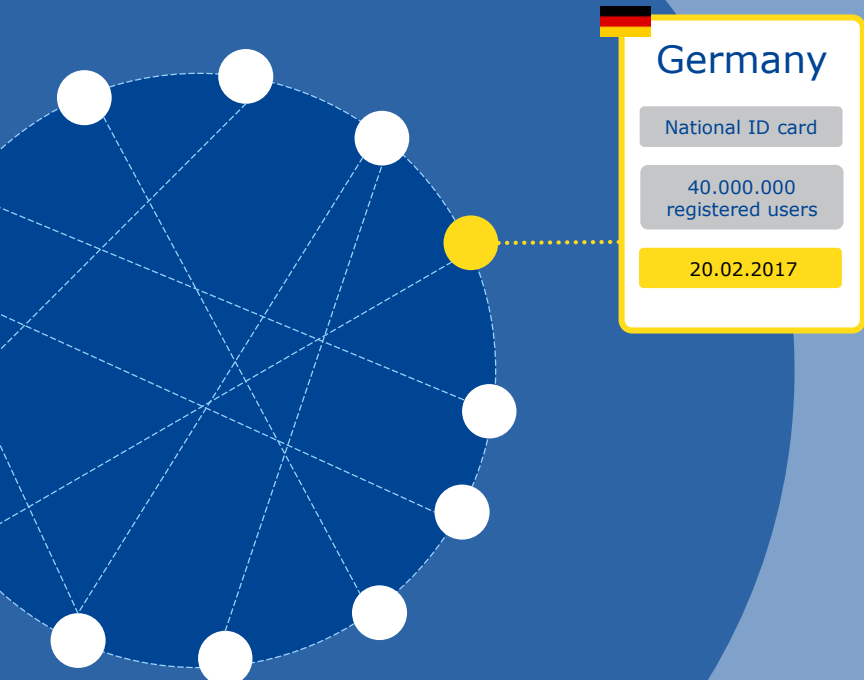 Germany
National ID card
40.000.000
registered users
20.02.2017